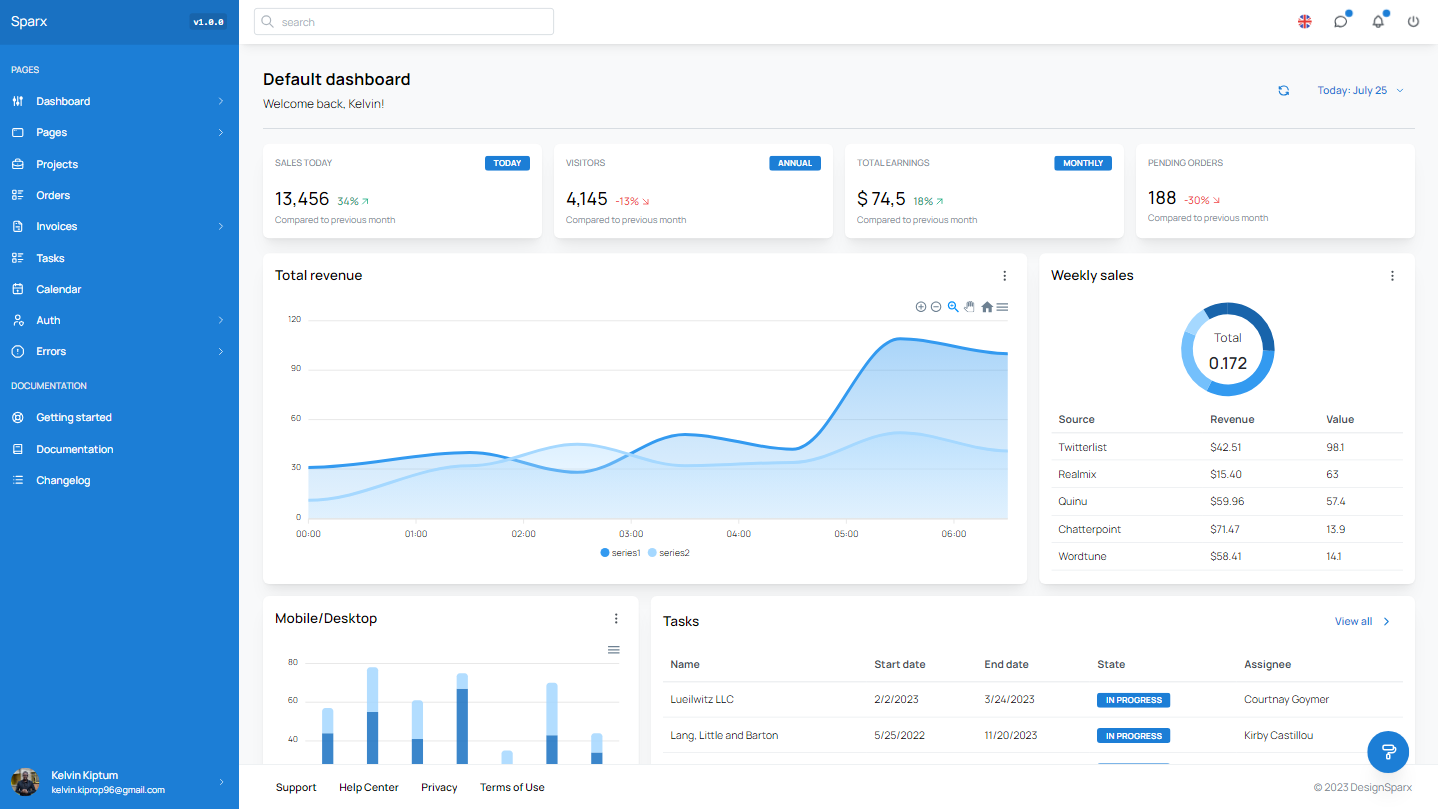 Sparx
v1.0.0
search
PAGES
Dashboard
Pages
Projects
Orders
Invoices
Tasks
Calendar
Auth
Errors
DOCUMENTATION
Getting started
Documentation
Changelog
Kelvin Kiptum
kelvin.kiprop96@gmail.com
Default dashboard
Welcome back, Kelvin!
Today: July 25
SALES TODAY
TODAY
13,456 34%
Compared to previous month
VISITORS
ANNUAL
4,145 -13%
Compared to previous month
TOTAL EARNINGS
MONTHLY
$ 74,5 18%
Compared to previous month
PENDING ORDERS
188 -30%
Compared to previous month
Total revenue
120
90
60
30
0
00:00 01:00 02:00 03:00 04:00 05:00 06:00
series1 series2
Weekly sales
Total
0.172
Source Revenue Value
Twitterlist $42.51 98.1
Realmix $15.40 63
Quinu $59.96 57.4
Chatterpoint $71.47 13.9
Wordtune $58.41 14.1
Mobile/Desktop
80
60
40
Tasks
View all
Name Start date End date State Assignee
Lueilwitz LLC 2/2/2023 3/24/2023 IN PROGRESS Courtnay Goymer
Lang, Little and Barton 5/25/2022 11/20/2023 IN PROGRESS Kirby Castillou
Support Help Center Privacy Terms of Use
© 2023 DesignSparx